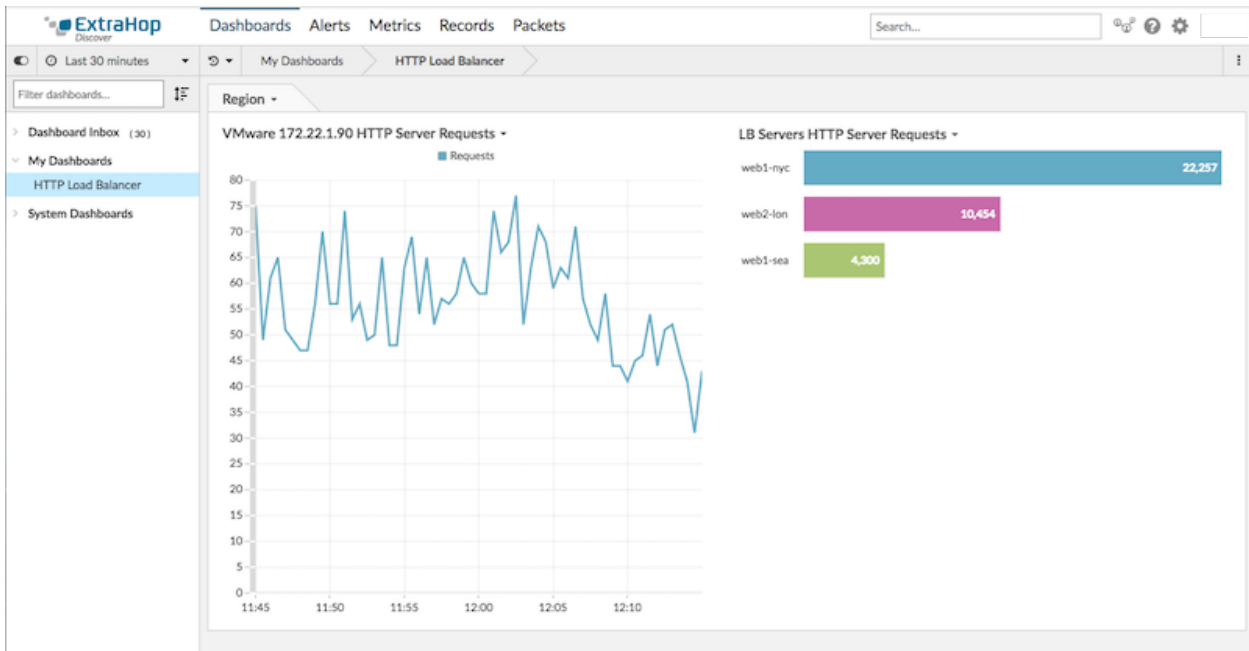 ExtraHop
Discover
Dashboards Alerts Metrics Records Packets
Search...
Last 30 minutes
My Dashboards
HTTP Load Balancer
Filter dashboards...
Dashboard Inbox (30)
My Dashboards
HTTP Load Balancer
System Dashboards
Region
VMware 172.22.1.90 HTTP Server Requests
Requests
80
75
70
65
60
55
50
45
40
35
30
25
20
15
10
5
0
11:45 11:50 11:55 12:00 12:05 12:10
LB Servers HTTP Server Requests
web1-nyc 22,257
web2-lon 10,454
web1-sea 4,300